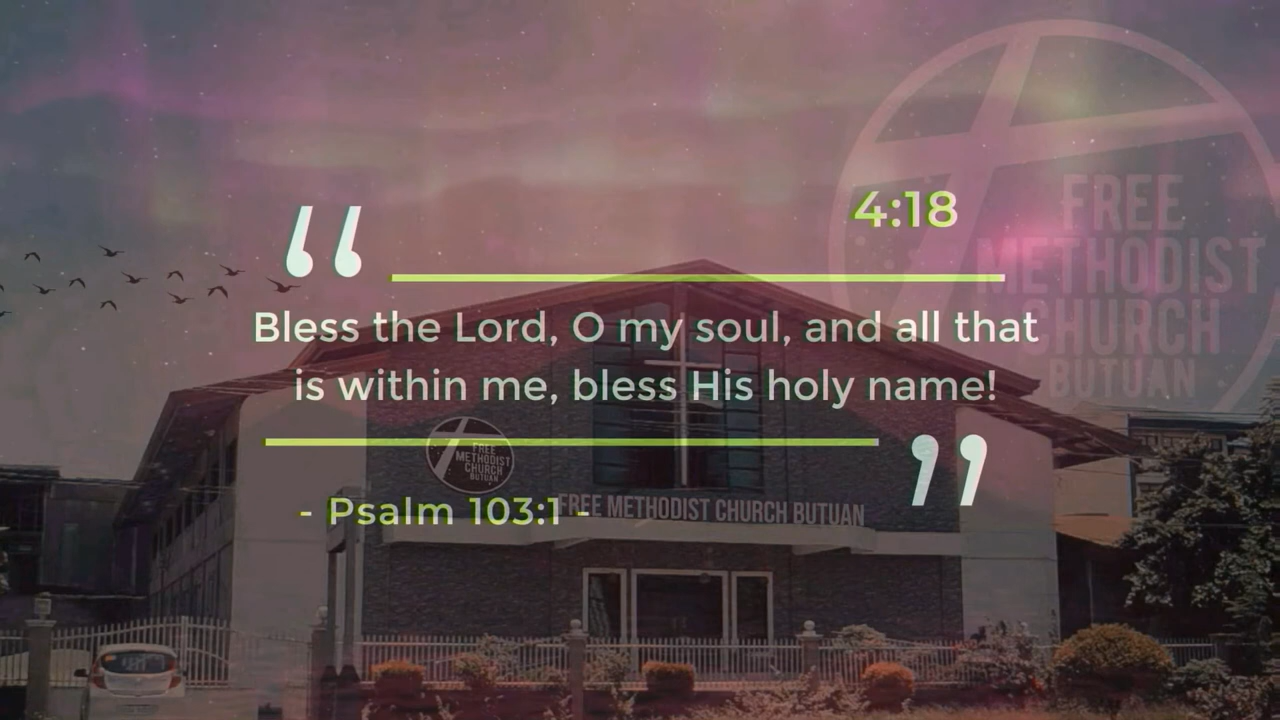 4:18
“
Bless the Lord, O my soul, and all that
is within me, bless His holy name!
”
- Psalm 103:1 -
FREE
METHODIST
CHURCH
BUTUAN
FREE
METHODIST
CHURCH
BUTUAN
FREE METHODIST CHURCH BUTUAN